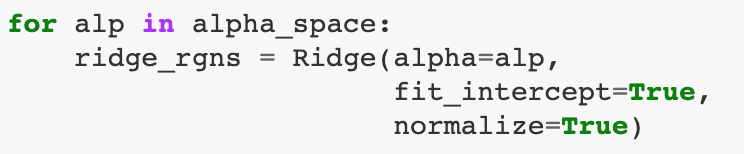 for alp in alpha_space:
    ridge_rgns = Ridge(alpha=alp,
                       fit_intercept=True,
                       normalize=True)